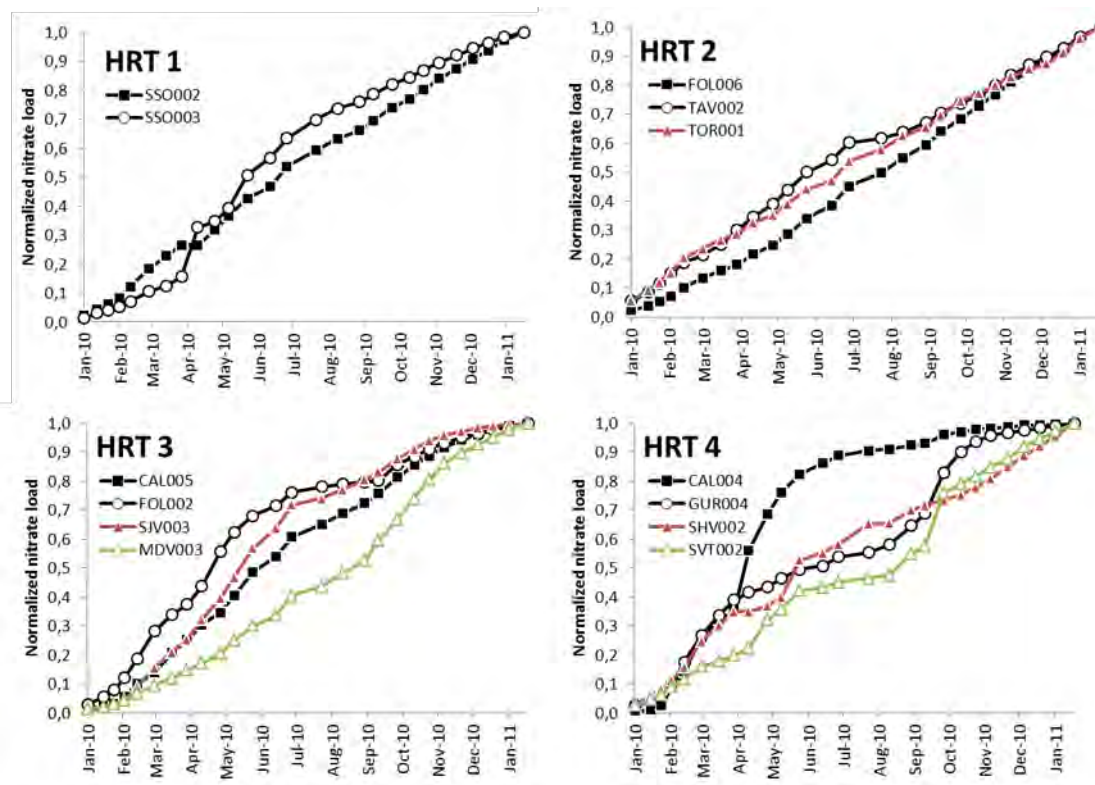 HRT 1
SSO002
SSO003
Normalized nitrate load
1,0
0,9
0,8
0,7
0,6
0,5
0,4
0,3
0,2
0,1
0,0
Jan-10
Feb-10
Mar-10
Apr-10
May-10
Jun-10
Jul-10
Aug-10
Sep-10
Oct-10
Nov-10
Dec-10
Jan-11
HRT 2
FOL006
TAV002
TOR001
Normalized nitrate load
1,0
0,9
0,8
0,7
0,6
0,5
0,4
0,3
0,2
0,1
0,0
Jan-10
Feb-10
Mar-10
Apr-10
May-10
Jun-10
Jul-10
Aug-10
Sep-10
Oct-10
Nov-10
Dec-10
Jan-11
HRT 3
CAL005
FOL002
SJV003
MDV003
Normalized nitrate load
1,0
0,9
0,8
0,7
0,6
0,5
0,4
0,3
0,2
0,1
0,0
Jan-10
Feb-10
Mar-10
Apr-10
May-10
Jun-10
Jul-10
Aug-10
Sep-10
Oct-10
Nov-10
Dec-10
Jan-11
HRT 4
CAL004
GUR004
SHV002
SVT002
Normalized nitrate load
1,0
0,9
0,8
0,7
0,6
0,5
0,4
0,3
0,2
0,1
0,0
Jan-10
Feb-10
Mar-10
Apr-10
May-10
Jun-10
Jul-10
Aug-10
Sep-10
Oct-10
Nov-10
Dec-10
Jan-11